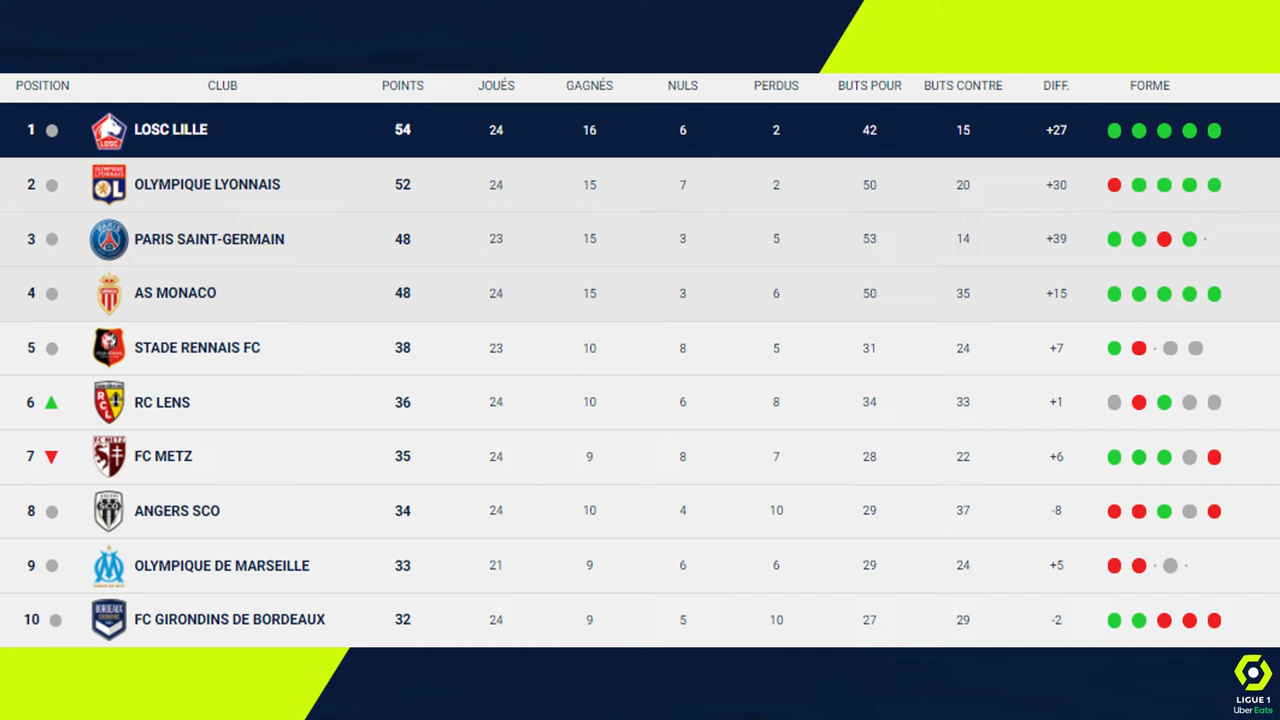 POSITION CLUB POINTS JOUÉS GAGNÉS NULS PERDUS BUTS POUR BUTS CONTRE DIFF. FORME
1 LOSC LILLE 54 24 16 6 2 42 15 +27
2 OLYMPIQUE LYONNAIS 52 24 15 7 2 50 20 +30
3 PARIS SAINT-GERMAIN 48 23 15 3 5 53 14 +39
4 AS MONACO 48 24 15 3 6 50 35 +15
5 STADE RENNAIS FC 38 23 10 8 5 31 24 +7
6 RC LENS 36 24 10 6 8 34 33 +1
7 FC METZ 35 24 9 8 7 28 22 +6
8 ANGERS SCO 34 24 10 4 10 29 37 -8
9 OLYMPIQUE DE MARSEILLE 33 21 9 6 6 29 24 +5
10 FC GIRONDINS DE BORDEAUX 32 24 9 5 10 27 29 -2
LIGUE 1
Uber Eats